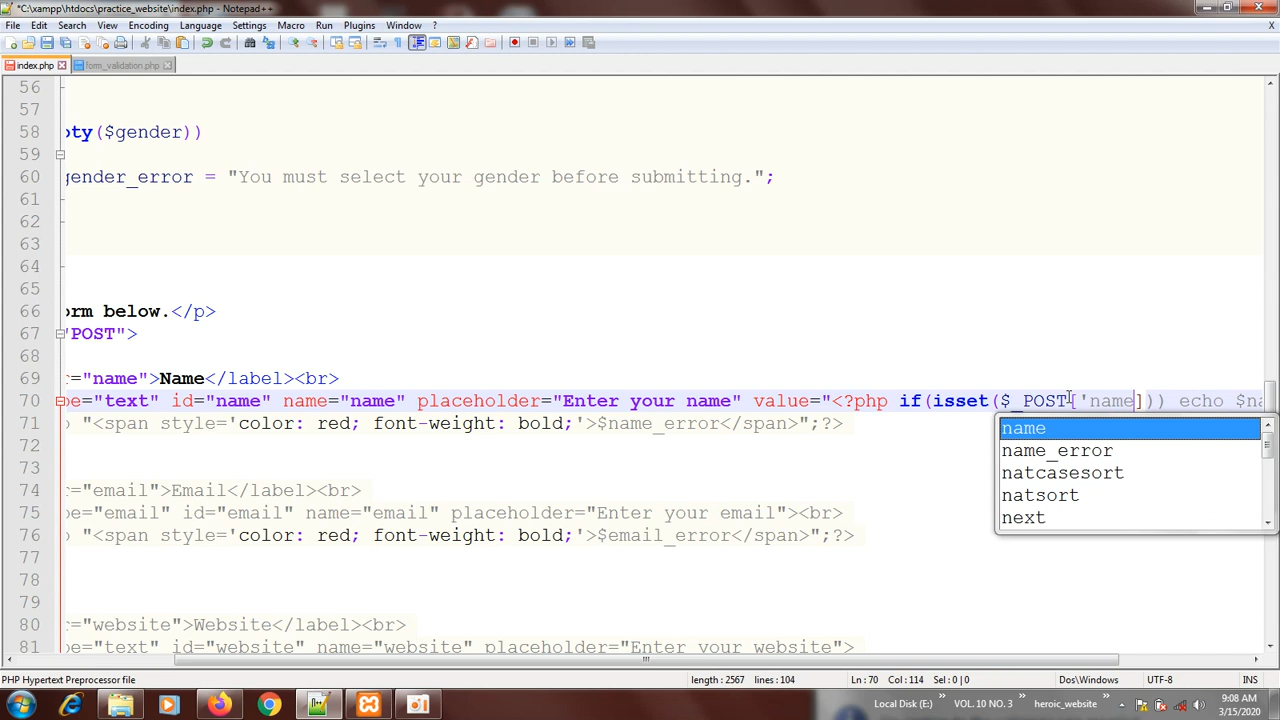 *C:\xampp\htdocs\practice_website\index.php - Notepad++
File Edit Search View Encoding Language Settings Macro Run Plugins Window ? X
index.php form_validation.php
56
57
58 pty($gender))
59
60 gender_error = "You must select your gender before submitting.";
61
62
63
64
65
66 orm below.</p>
67 "POST">
68
69 r="name">Name</label><br>
70 pe="text" id="name" name="name" placeholder="Enter your name" value="<?php if(isset($_POST['name])) echo $na
71 o "<span style='color: red; font-weight: bold;'>$name_error</span>";?>
name
72
name_error
73
natcasesort
74 r="email">Email</label><br>
natsort
75 pe="email" id="email" name="email" placeholder="Enter your email"><br>
next
76 o "<span style='color: red; font-weight: bold;'>$email_error</span>";?>
77
78
79
80 r="website">Website</label><br>
81 pe="text" id="website" name="website" placeholder="Enter your website">
PHP Hypertext Preprocessor file length : 2567 lines : 104 Ln : 70 Col : 114 Sel : 0 | 0 Dos\Windows UTF-8 INS
Local Disk (E:) VOL. 10 NO. 3 heroic_website 9:08 AM
3/15/2020